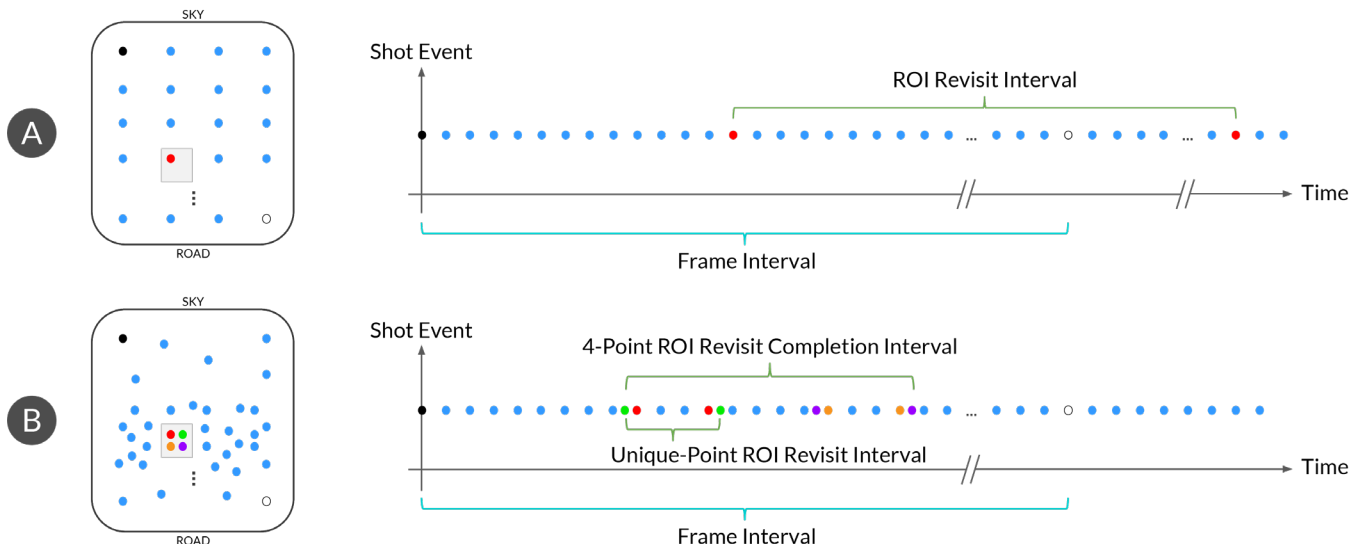 A
SKY
ROAD
Shot Event
ROI Revisit Interval
...
...
Time
Frame Interval
B
SKY
ROAD
Shot Event
4-Point ROI Revisit Completion Interval
...
Unique-Point ROI Revisit Interval
Time
Frame Interval